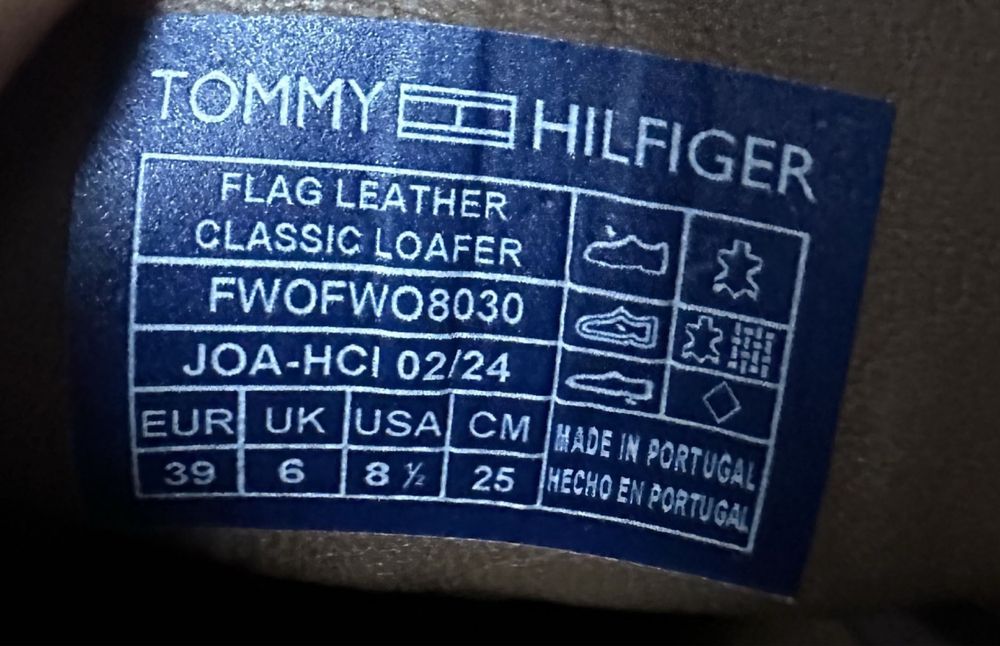 TOMMY HILFIGER
FLAG LEATHER
CLASSIC LOAFER
FW0FW08030
JOA-HCI 02/24
EUR UK USA CM
39 6 8 ½ 25
MADE IN PORTUGAL
HECHO EN PORTUGAL